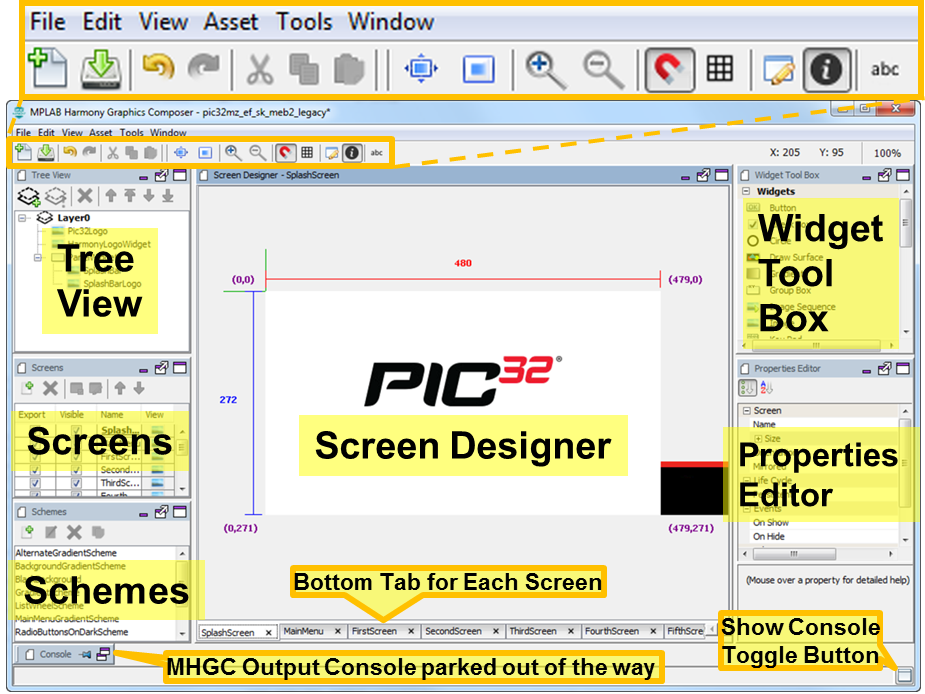 File Edit View Asset Tools Window
abc
MPLAB Harmony Graphics Composer - pic32mz_ef_sk_meb2_legacy*
File Edit View Asset Tools Window
abc
X: 205 Y: 95 100%
Tree View
Layer0
Pic32Logo
HarmonyLogoWidget
SplashBarLogo
Tree
View
Screens
Export Visible Name View
Splash...
FirstScr...
Second...
ThirdSc...
Fourth...
Screens
Schemes
AlternateGradientScheme
BackgroundGradientScheme
ListWheelScheme
MainMenuGradientScheme
RadioButtonsOnDarkScheme
Schemes
Screen Designer - SplashScreen
480
(0,0)
(479,0)
272
PIC32®
Screen Designer
(0,271)
(479,271)
Bottom Tab for Each Screen
SplashScreen x MainMenu x FirstScreen x SecondScreen x ThirdScreen x FourthScreen x FifthScre
Widget Tool Box
Widgets
Button
Draw Surface
Group Box
Image Sequence
Key Pad
Widget
Tool
Box
Properties Editor
Screen
Name
Size
Mirrored
Life Cycle
Events
On Show
On Hide
Properties
Editor
(Mouse over a property for detailed help)
Show Console
Toggle Button
Console
MHGC Output Console parked out of the way